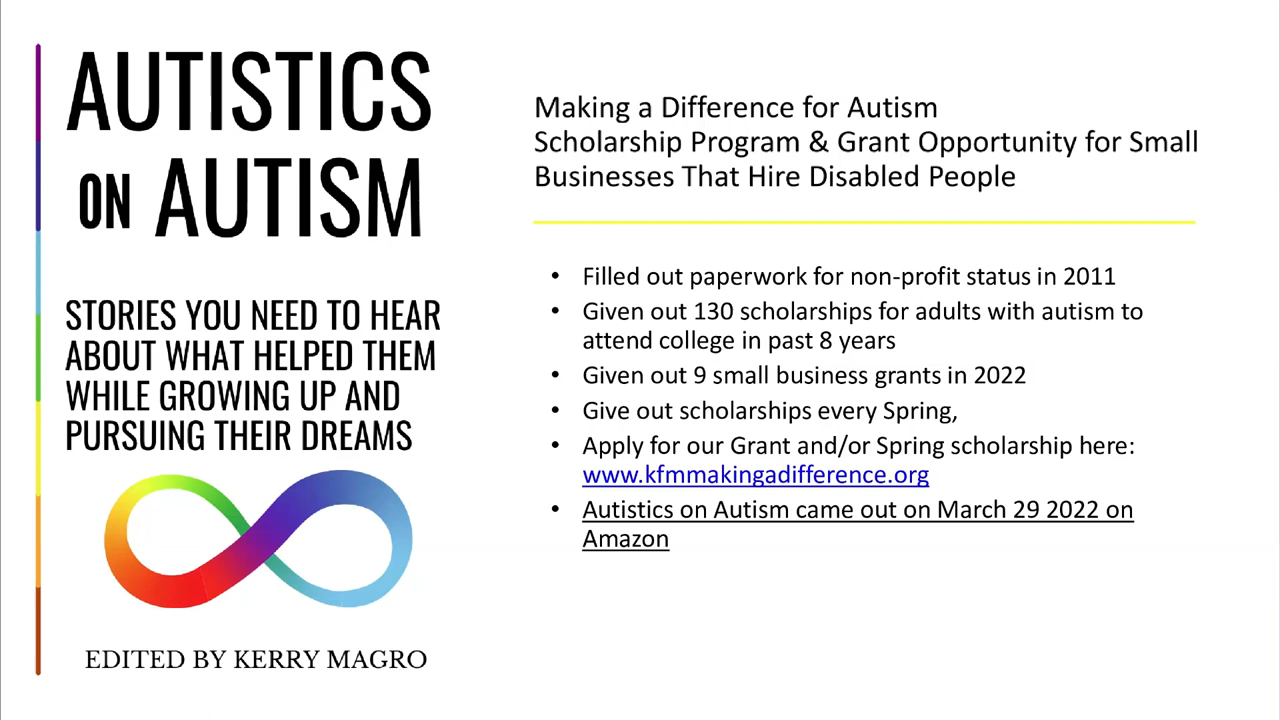 AUTISTICS
ON AUTISM
STORIES YOU NEED TO HEAR
ABOUT WHAT HELPED THEM
WHILE GROWING UP AND
PURSUING THEIR DREAMS
EDITED BY KERRY MAGRO
Making a Difference for Autism
Scholarship Program & Grant Opportunity for Small
Businesses That Hire Disabled People
• Filled out paperwork for non-profit status in 2011
• Given out 130 scholarships for adults with autism to
attend college in past 8 years
• Given out 9 small business grants in 2022
• Give out scholarships every Spring,
• Apply for our Grant and/or Spring scholarship here:
www.kfmmakingadifference.org
• Autistics on Autism came out on March 29 2022 on
Amazon